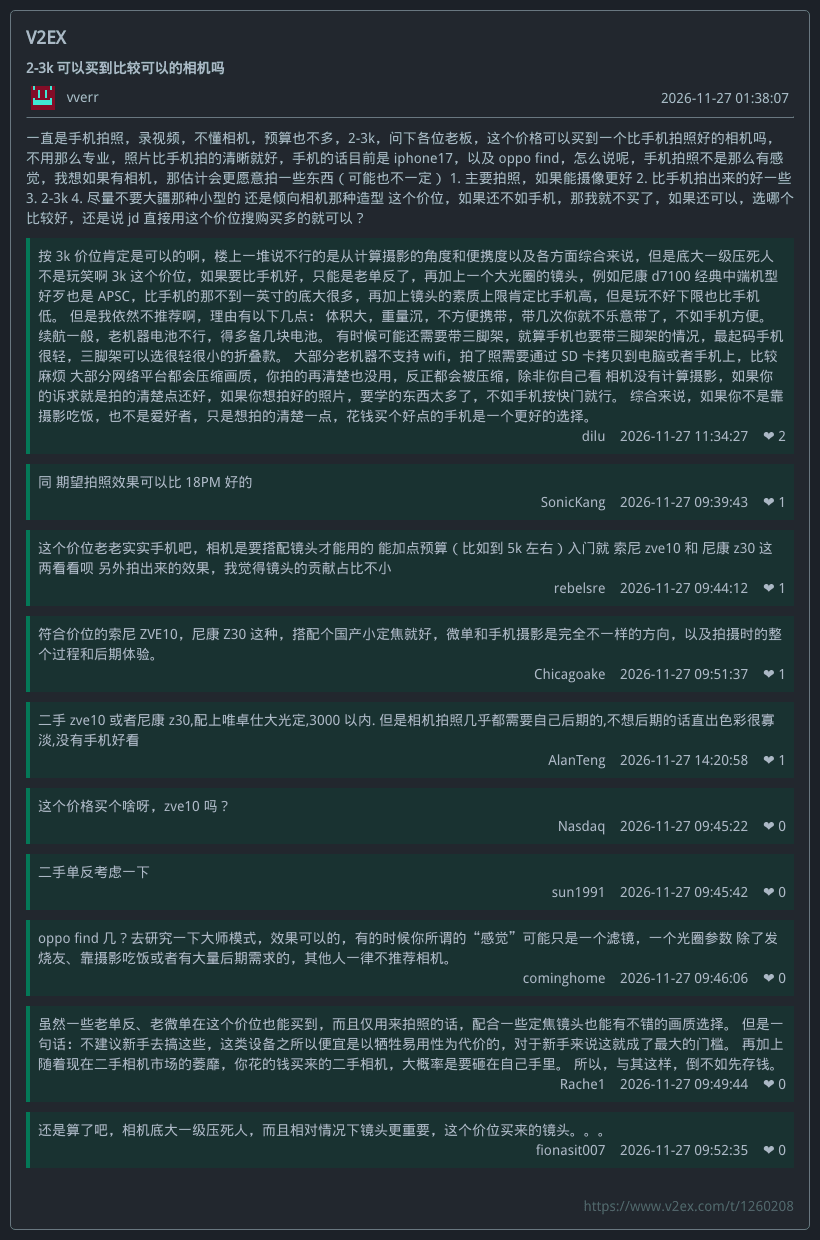 V2EX
2-3k 可以买到比较可以的相机吗
vverr 2026-11-27 01:38:07
一直是手机拍照，录视频，不懂相机，预算也不多，2-3k，问下各位老板，这个价格可以买到一个比手机拍照好的相机吗，
不用那么专业，照片比手机拍的清晰就好，手机的话目前是 iphone17，以及 oppo find，怎么说呢，手机拍照不是那么有感
觉，我想如果有相机，那估计会更愿意拍一些东西（可能也不一定） 1. 主要拍照，如果能摄像更好 2. 比手机拍出来的好一些
3. 2-3k 4. 尽量不要大疆那种小型的 还是倾向相机那种造型 这个价位，如果还不如手机，那我就不买了，如果还可以，选哪个
比较好，还是说 jd 直接用这个价位搜购买多的就可以？
按 3k 价位肯定是可以的啊，楼上一堆说不行的是从计算摄影的角度和便携度以及各方面综合来说，但是底大一级压死人
不是玩笑啊 3k 这个价位，如果要比手机好，只能是老单反了，再加上一个大光圈的镜头，例如尼康 d7100 经典中端机型
好歹也是 APSC，比手机的那不到一英寸的底大很多，再加上镜头的素质上限肯定比手机高，但是玩不好下限也比手机
低。 但是我依然不推荐啊，理由有以下几点： 体积大，重量沉，不方便携带，带几次你就不乐意带了，不如手机方便。
续航一般，老机器电池不行，得多备几块电池。 有时候可能还需要带三脚架，就算手机也要带三脚架的情况，最起码手机
很轻，三脚架可以选很轻很小的折叠款。 大部分老机器不支持 wifi，拍了照需要通过 SD 卡拷贝到电脑或者手机上，比较
麻烦 大部分网络平台都会压缩画质，你拍的再清楚也没用，反正都会被压缩，除非你自己看 相机没有计算摄影，如果你
的诉求就是拍的清楚点还好，如果你想拍好的照片，要学的东西太多了，不如手机按快门就行。 综合来说，如果你不是靠
摄影吃饭，也不是爱好者，只是想拍的清楚一点，花钱买个好点的手机是一个更好的选择。
dilu 2026-11-27 11:34:27 ❤ 2
同 期望拍照效果可以比 18PM 好的
SonicKang 2026-11-27 09:39:43 ❤ 1
这个价位老老实实手机吧，相机是要搭配镜头才能用的 能加点预算（比如到 5k 左右）入门就 索尼 zve10 和 尼康 z30 这
两看看呗 另外拍出来的效果，我觉得镜头的贡献占比不小
rebelsre 2026-11-27 09:44:12 ❤ 1
符合价位的索尼 ZVE10，尼康 Z30 这种，搭配个国产小定焦就好，微单和手机摄影是完全不一样的方向，以及拍摄时的整
个过程和后期体验。
Chicagoake 2026-11-27 09:51:37 ❤ 1
二手 zve10 或者尼康 z30,配上唯卓仕大光定,3000 以内. 但是相机拍照几乎都需要自己后期的,不想后期的话直出色彩很寡
淡,没有手机好看
AlanTeng 2026-11-27 14:20:58 ❤ 1
这个价格买个啥呀，zve10 吗？
Nasdaq 2026-11-27 09:45:22 ❤ 0
二手单反考虑一下
sun1991 2026-11-27 09:45:42 ❤ 0
oppo find 几？去研究一下大师模式，效果可以的，有的时候你所谓的“感觉”可能只是一个滤镜，一个光圈参数 除了发
烧友、靠摄影吃饭或者有大量后期需求的，其他人一律不推荐相机。
cominghome 2026-11-27 09:46:06 ❤ 0
虽然一些老单反、老微单在这个价位也能买到，而且仅用来拍照的话，配合一些定焦镜头也能有不错的画质选择。 但是一
句话：不建议新手去搞这些，这类设备之所以便宜是以牺牲易用性为代价的，对于新手来说这就成了最大的门槛。 再加上
随着现在二手相机市场的萎靡，你花的钱买来的二手相机，大概率是要砸在自己手里。 所以，与其这样，倒不如先存钱。
Rache1 2026-11-27 09:49:44 ❤ 0
还是算了吧，相机底大一级压死人，而且相对情况下镜头更重要，这个价位买来的镜头。。。
fionasit007 2026-11-27 09:52:35 ❤ 0
https://www.v2ex.com/t/1260208